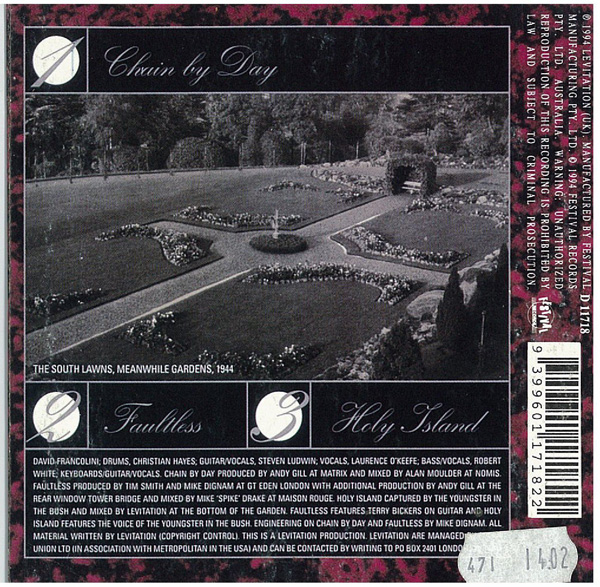 1
Chain by Day
THE SOUTH LAWNS, MEANWHILE GARDENS, 1944
2
Faultless
3
Holy Island
DAVID FRANCOLINI; DRUMS, CHRISTIAN HAYES; GUITAR/VOCALS, STEVEN LUDWIN; VOCALS, LAURENCE O'KEEFE; BASS/VOCALS, ROBERT
WHITE; KEYBOARDS/GUITAR/VOCALS. CHAIN BY DAY PRODUCED BY ANDY GILL AT MATRIX AND MIXED BY ALAN MOULDER AT NOMIS.
FAULTLESS PRODUCED BY TIM SMITH AND MIKE DIGNAM AT GT EDEN LONDON WITH ADDITIONAL PRODUCTION BY ANDY GILL AT THE
REAR WINDOW TOWER BRIDGE AND MIXED BY MIKE 'SPIKE' DRAKE AT MAISON ROUGE. HOLY ISLAND CAPTURED BY THE YOUNGSTER IN
THE BUSH AND MIXED BY LEVITATION AT THE BOTTOM OF THE GARDEN. FAULTLESS FEATURES TERRY BICKERS ON GUITAR AND HOLY
ISLAND FEATURES THE VOICE OF THE YOUNGSTER IN THE BUSH. ENGINEERING ON CHAIN BY DAY AND FAULTLESS BY MIKE DIGNAM. ALL
MATERIAL WRITTEN BY LEVITATION (COPYRIGHT CONTROL). THIS IS A LEVITATION PRODUCTION. LEVITATION ARE MANAGED
UNION LTD (IN ASSOCIATION WITH METROPOLITAN IN THE USA) AND CAN BE CONTACTED BY WRITING TO PO BOX 2401 LONDON
℗ 1994 LEVITATION (UK). MANUFACTURED BY FESTIVAL D 11718
MANUFACTURING PTY. LTD. © 1994 FESTIVAL RECORDS
PTY. LTD. AUSTRALIA. WARNING: UNAUTHORIZED
REPRODUCTION OF THIS RECORDING IS PROHIBITED BY
LAW AND SUBJECT TO CRIMINAL PROSECUTION.
FESTIVAL
9 399601 171822
471 1402